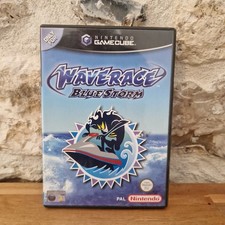 NINTENDO
GAMECUBE
WAVERACE
BLUE STORM
PAL
Nintendo